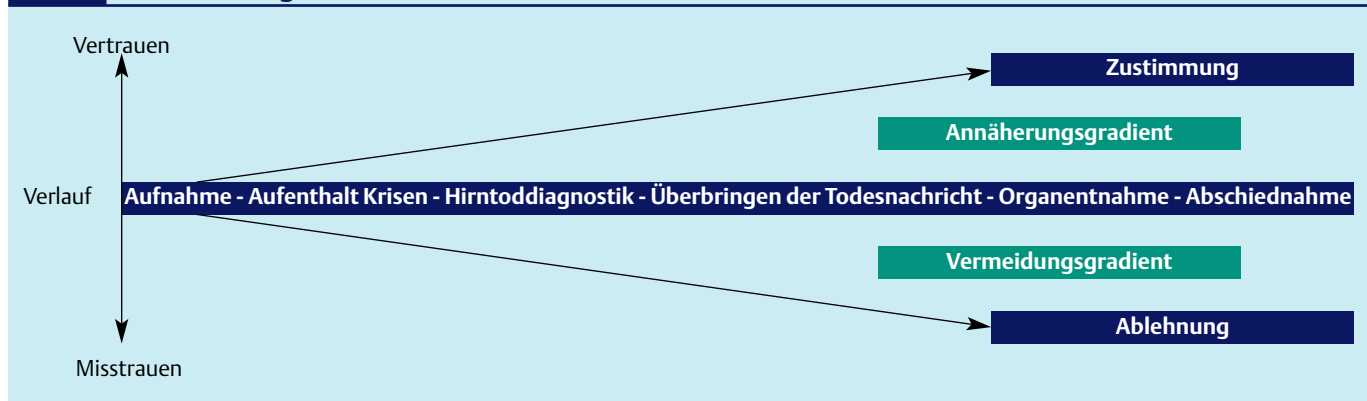 Vertrauen
Zustimmung
Annäherungsgradient
Verlauf
Aufnahme - Aufenthalt Krisen - Hirntoddiagnostik - Überbringen der Todesnachricht - Organentnahme - Abschiednahme
Vermeidungsgradient
Ablehnung
Misstrauen